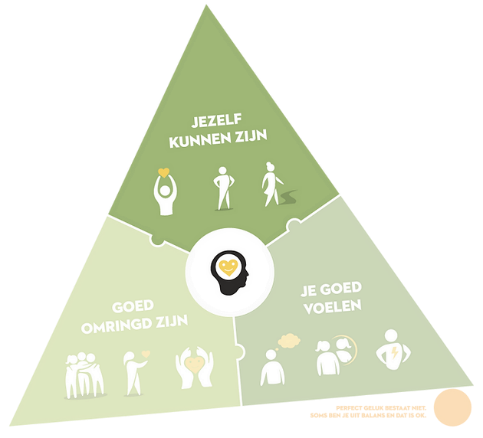 JEZELF
KUNNEN ZIJN
GOED
OMRINGD ZIJN
JE GOED
VOELEN
PERFECT GELUK BESTAAT NIET.
SOMS BEN JE UIT BALANS EN DAT IS OK.